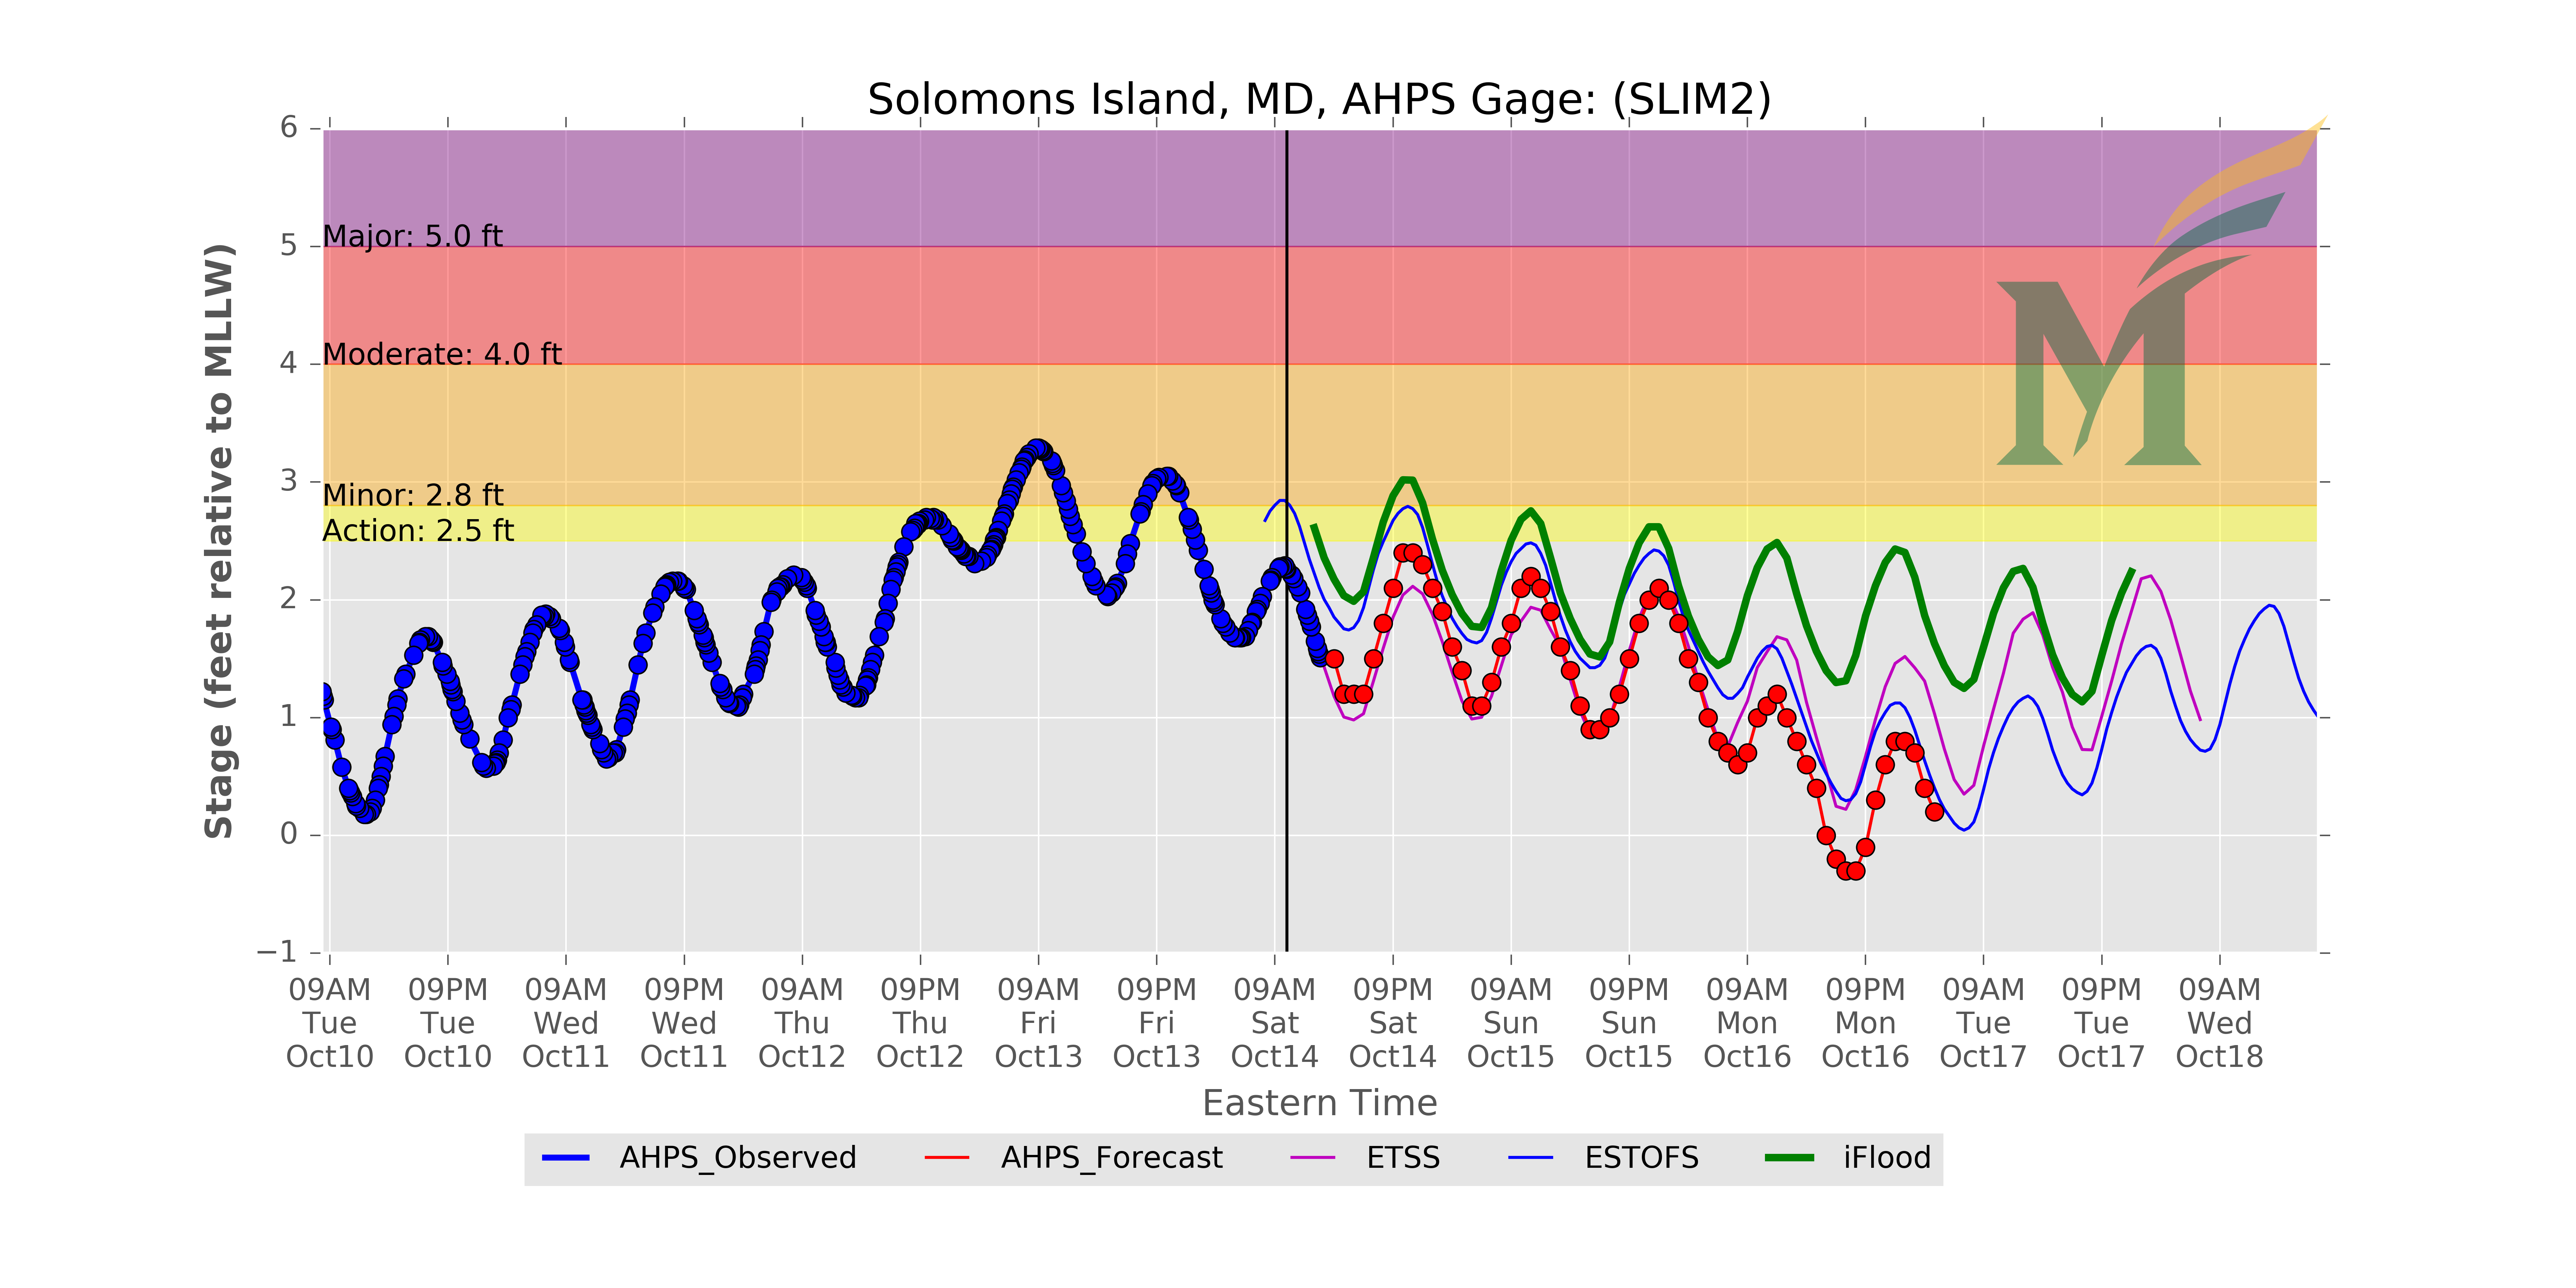 Solomons Island, MD, AHPS Gage: (SLIM2)
6
5
4
3
2
1
0
−1
Stage (feet relative to MLLW)
Major: 5.0 ft
Moderate: 4.0 ft
Minor: 2.8 ft
Action: 2.5 ft
M
09AM 09PM 09AM 09PM 09AM 09PM 09AM 09PM 09AM 09PM 09AM 09PM 09AM 09PM 09AM 09PM 09AM
Tue Tue Wed Wed Thu Thu Fri Fri Sat Sat Sun Sun Mon Mon Tue Tue Wed
Oct10 Oct10 Oct11 Oct11 Oct12 Oct12 Oct13 Oct13 Oct14 Oct14 Oct15 Oct15 Oct16 Oct16 Oct17 Oct17 Oct18
Eastern Time
AHPS_Observed AHPS_Forecast ETSS ESTOFS iFlood